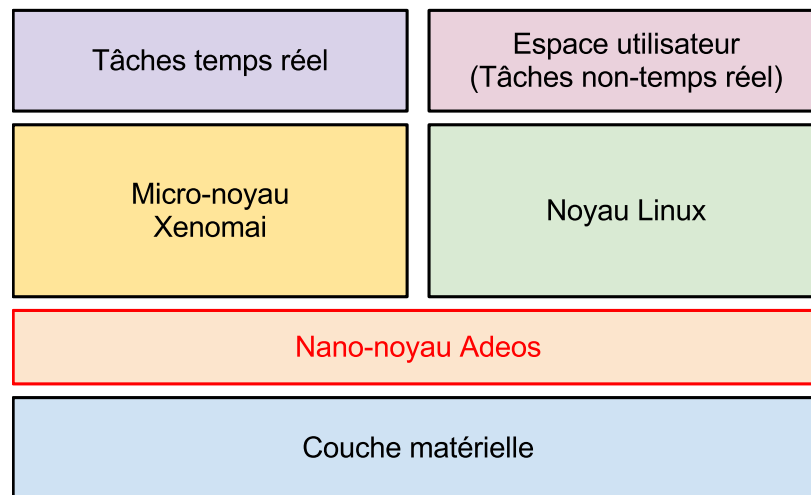 Tâches temps réel
Espace utilisateur
(Tâches non-temps réel)
Micro-noyau
Xenomai
Noyau Linux
Nano-noyau Adeos
Couche matérielle